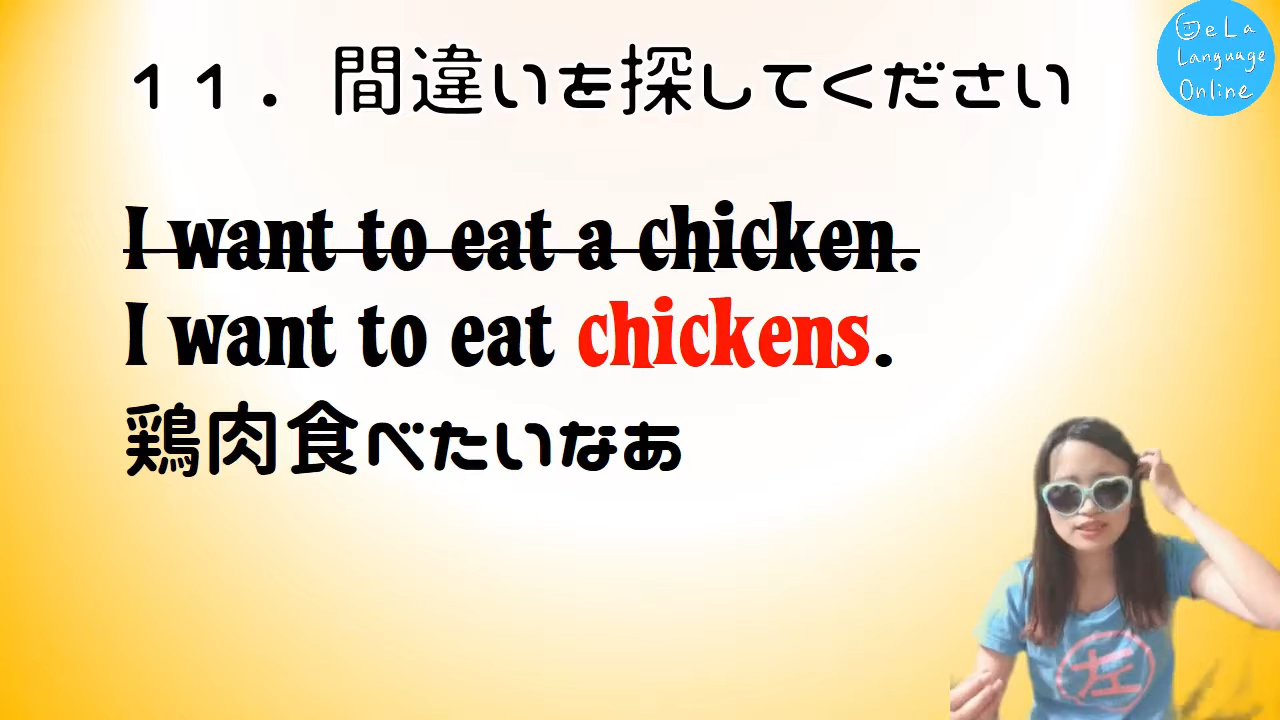 １１．間違いを探してください
I want to eat a chicken.
I want to eat chickens.
鶏肉食べたいなあ
GeLa
Language
Online
左